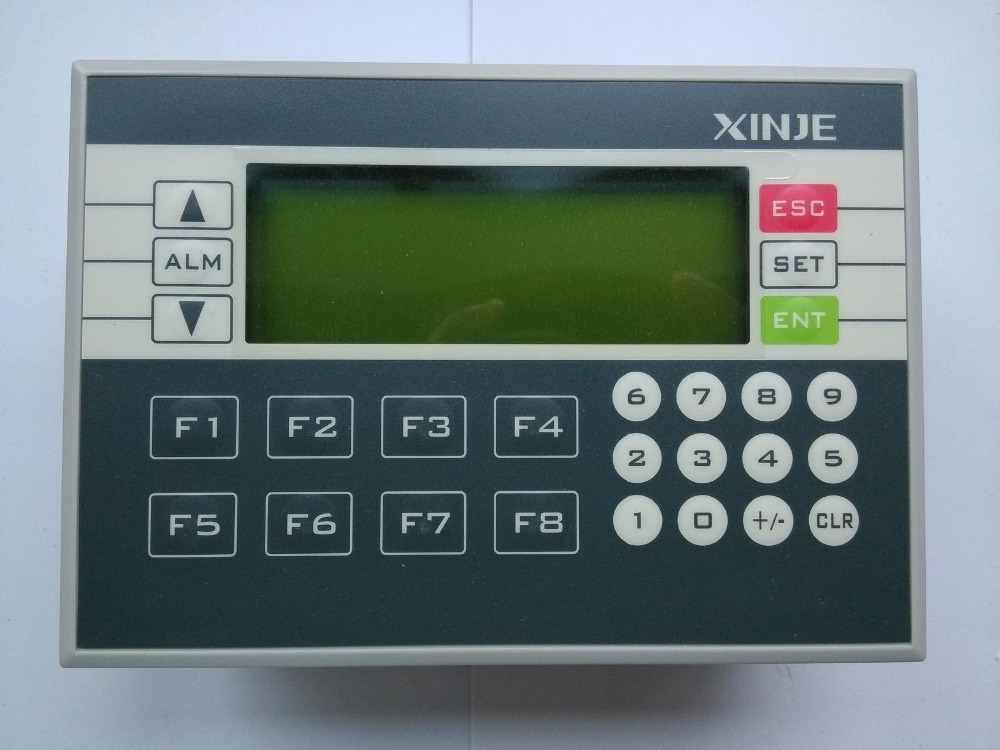 XINJE
ESC
ALM
SET
ENT
F1 F2 F3 F4
6 7 8 9
2 3 4 5
F5 F6 F7 F8
1 0 +/- CLR